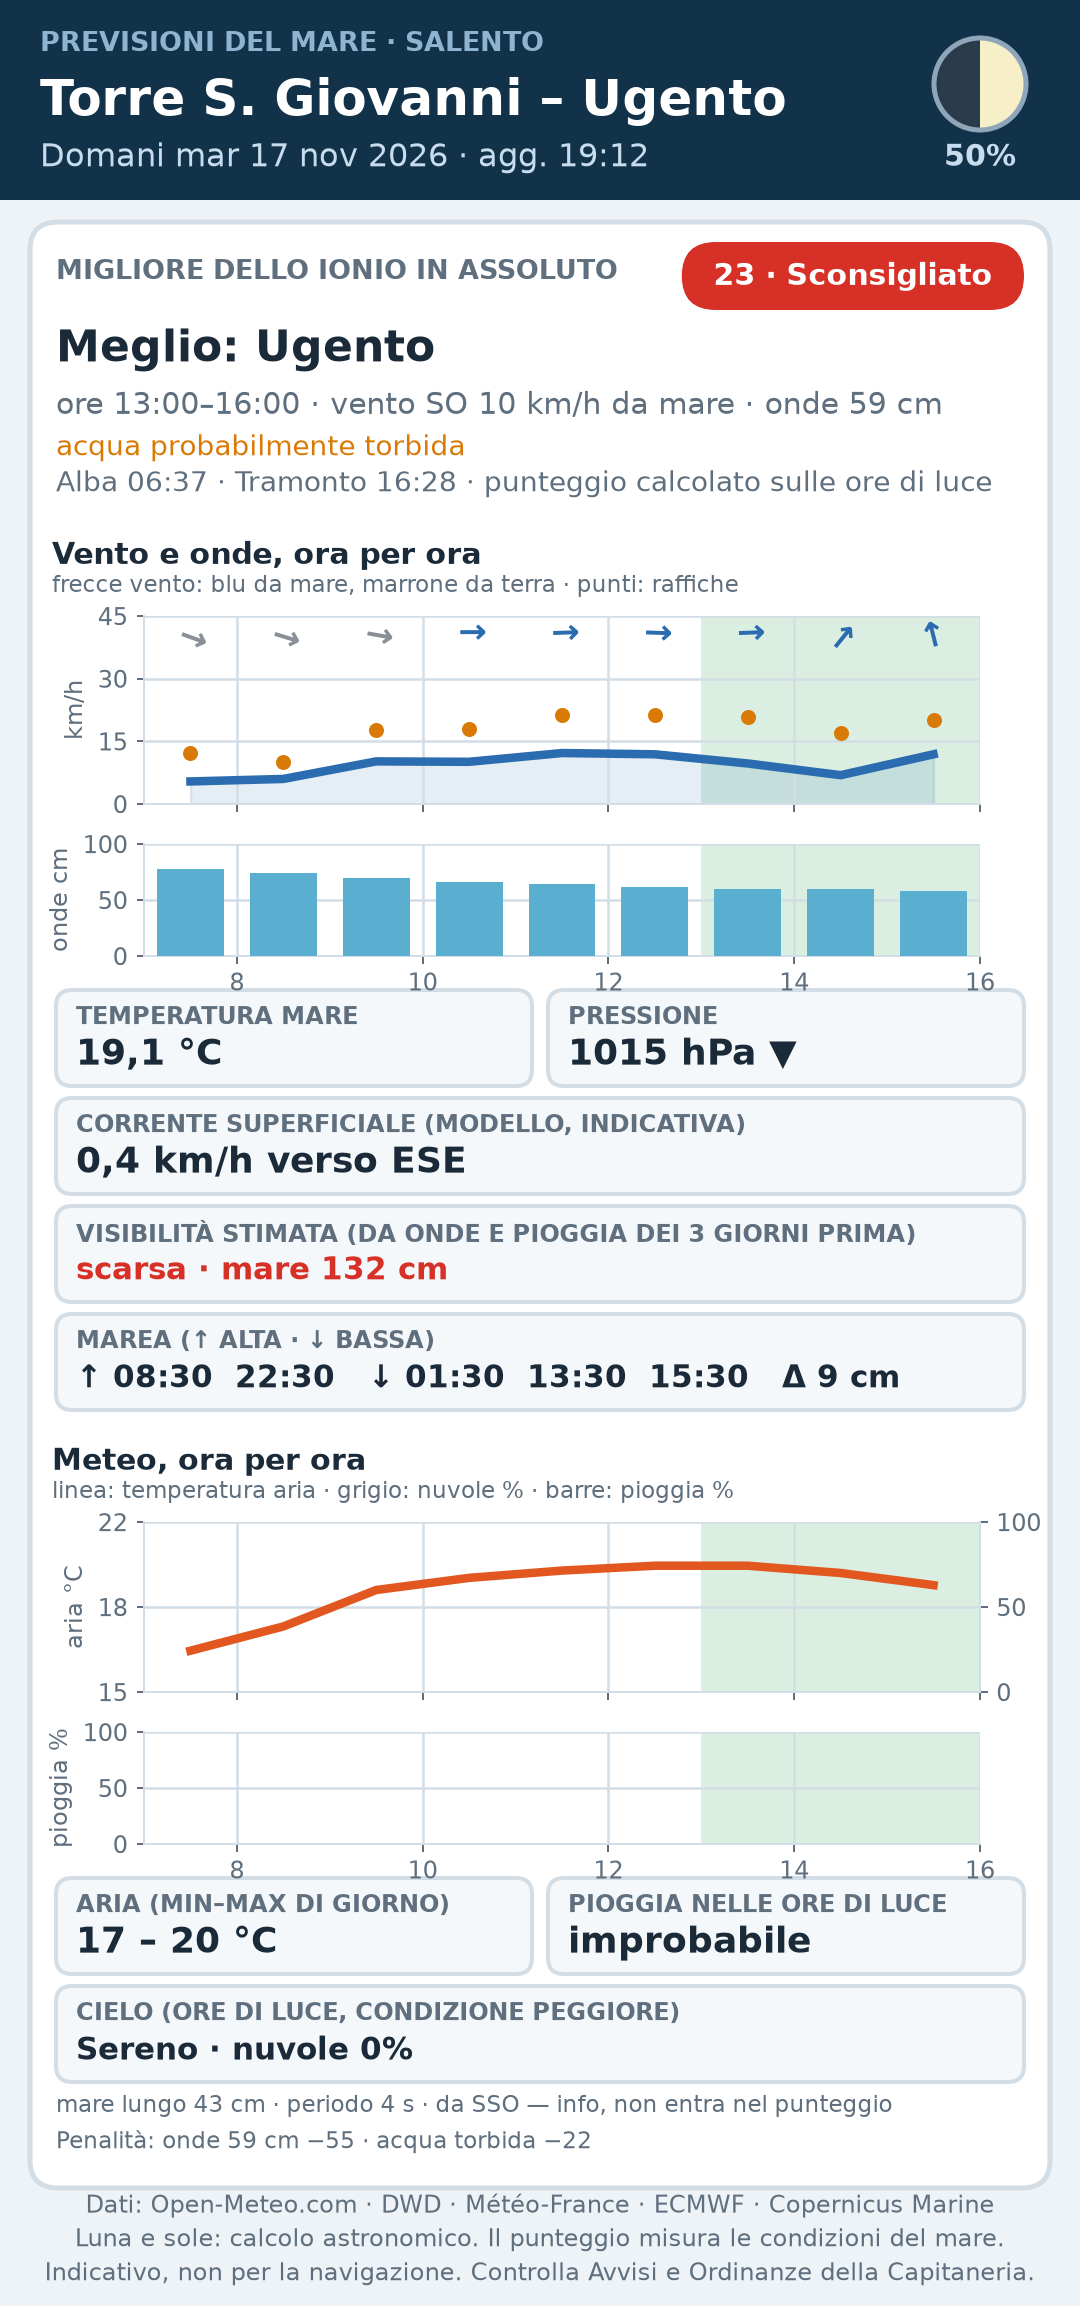 PREVISIONI DEL MARE · SALENTO
Torre S. Giovanni – Ugento
Domani mar 17 nov 2026 · agg. 19:12
50%
MIGLIORE DELLO IONIO IN ASSOLUTO
23 · Sconsigliato
Meglio: Ugento
ore 13:00–16:00 · vento SO 10 km/h da mare · onde 59 cm
acqua probabilmente torbida
Alba 06:37 · Tramonto 16:28 · punteggio calcolato sulle ore di luce
Vento e onde, ora per ora
frecce vento: blu da mare, marrone da terra · punti: raffiche
45
30
15
0
km/h
100
50
0
onde cm
8 10 12 14 16
TEMPERATURA MARE
19,1 °C
PRESSIONE
1015 hPa ▼
CORRENTE SUPERFICIALE (MODELLO, INDICATIVA)
0,4 km/h verso ESE
VISIBILITÀ STIMATA (DA ONDE E PIOGGIA DEI 3 GIORNI PRIMA)
scarsa · mare 132 cm
MAREA (↑ ALTA · ↓ BASSA)
↑ 08:30 22:30 ↓ 01:30 13:30 15:30 Δ 9 cm
Meteo, ora per ora
linea: temperatura aria · grigio: nuvole % · barre: pioggia %
22
18
15
aria °C
100
50
0
100
50
0
pioggia %
8 10 12 14 16
ARIA (MIN–MAX DI GIORNO)
17 – 20 °C
PIOGGIA NELLE ORE DI LUCE
improbabile
CIELO (ORE DI LUCE, CONDIZIONE PEGGIORE)
Sereno · nuvole 0%
mare lungo 43 cm · periodo 4 s · da SSO — info, non entra nel punteggio
Penalità: onde 59 cm −55 · acqua torbida −22
Dati: Open-Meteo.com · DWD · Météo-France · ECMWF · Copernicus Marine
Luna e sole: calcolo astronomico. Il punteggio misura le condizioni del mare.
Indicativo, non per la navigazione. Controlla Avvisi e Ordinanze della Capitaneria.